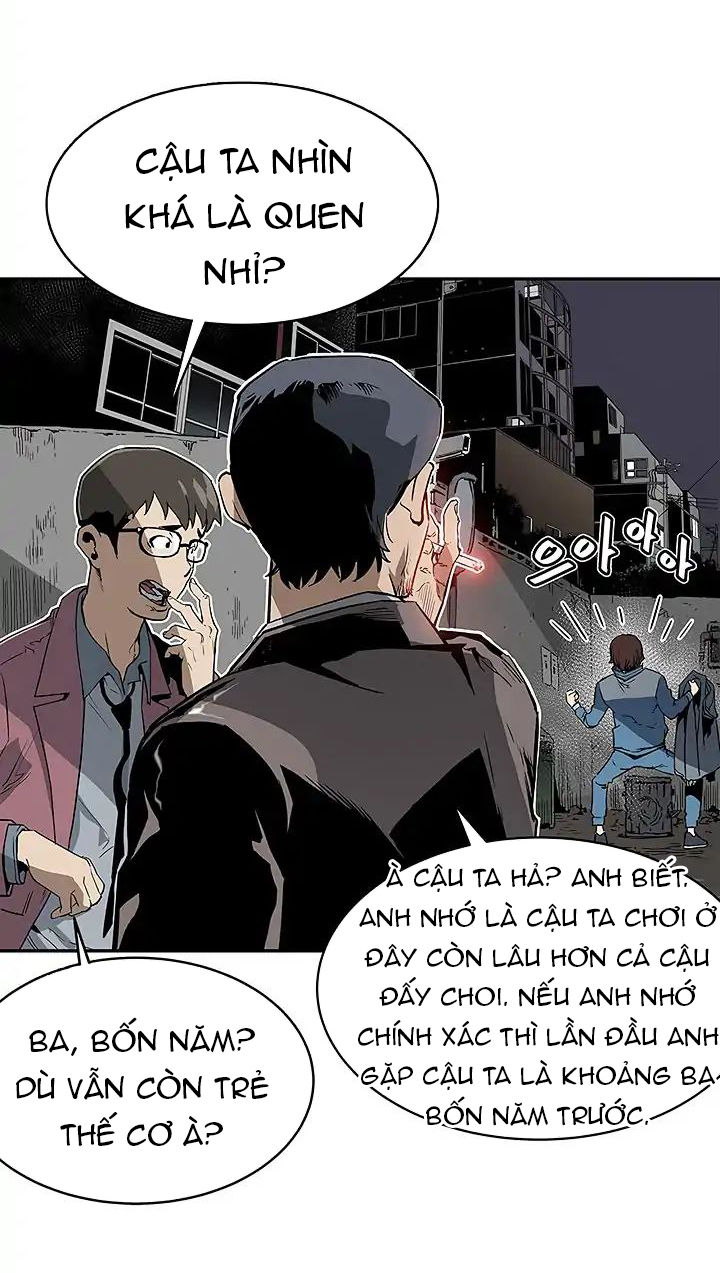 CẬU TA NHÌN
KHÁ LÀ QUEN
NHỈ?
으아아아
À CẬU TA HẢ? ANH BIẾT.
ANH NHỚ LÀ CẬU TA CHƠI Ở
ĐÂY CÒN LÂU HƠN CẢ CẬU
ĐẤY CHOI. NẾU ANH NHỚ
CHÍNH XÁC THÌ LẦN ĐẦU ANH
GẶP CẬU TA LÀ KHOẢNG BA
BỐN NĂM TRƯỚC.
BA, BỐN NĂM?
DÙ VẪN CÒN TRẺ
THẾ CƠ À?